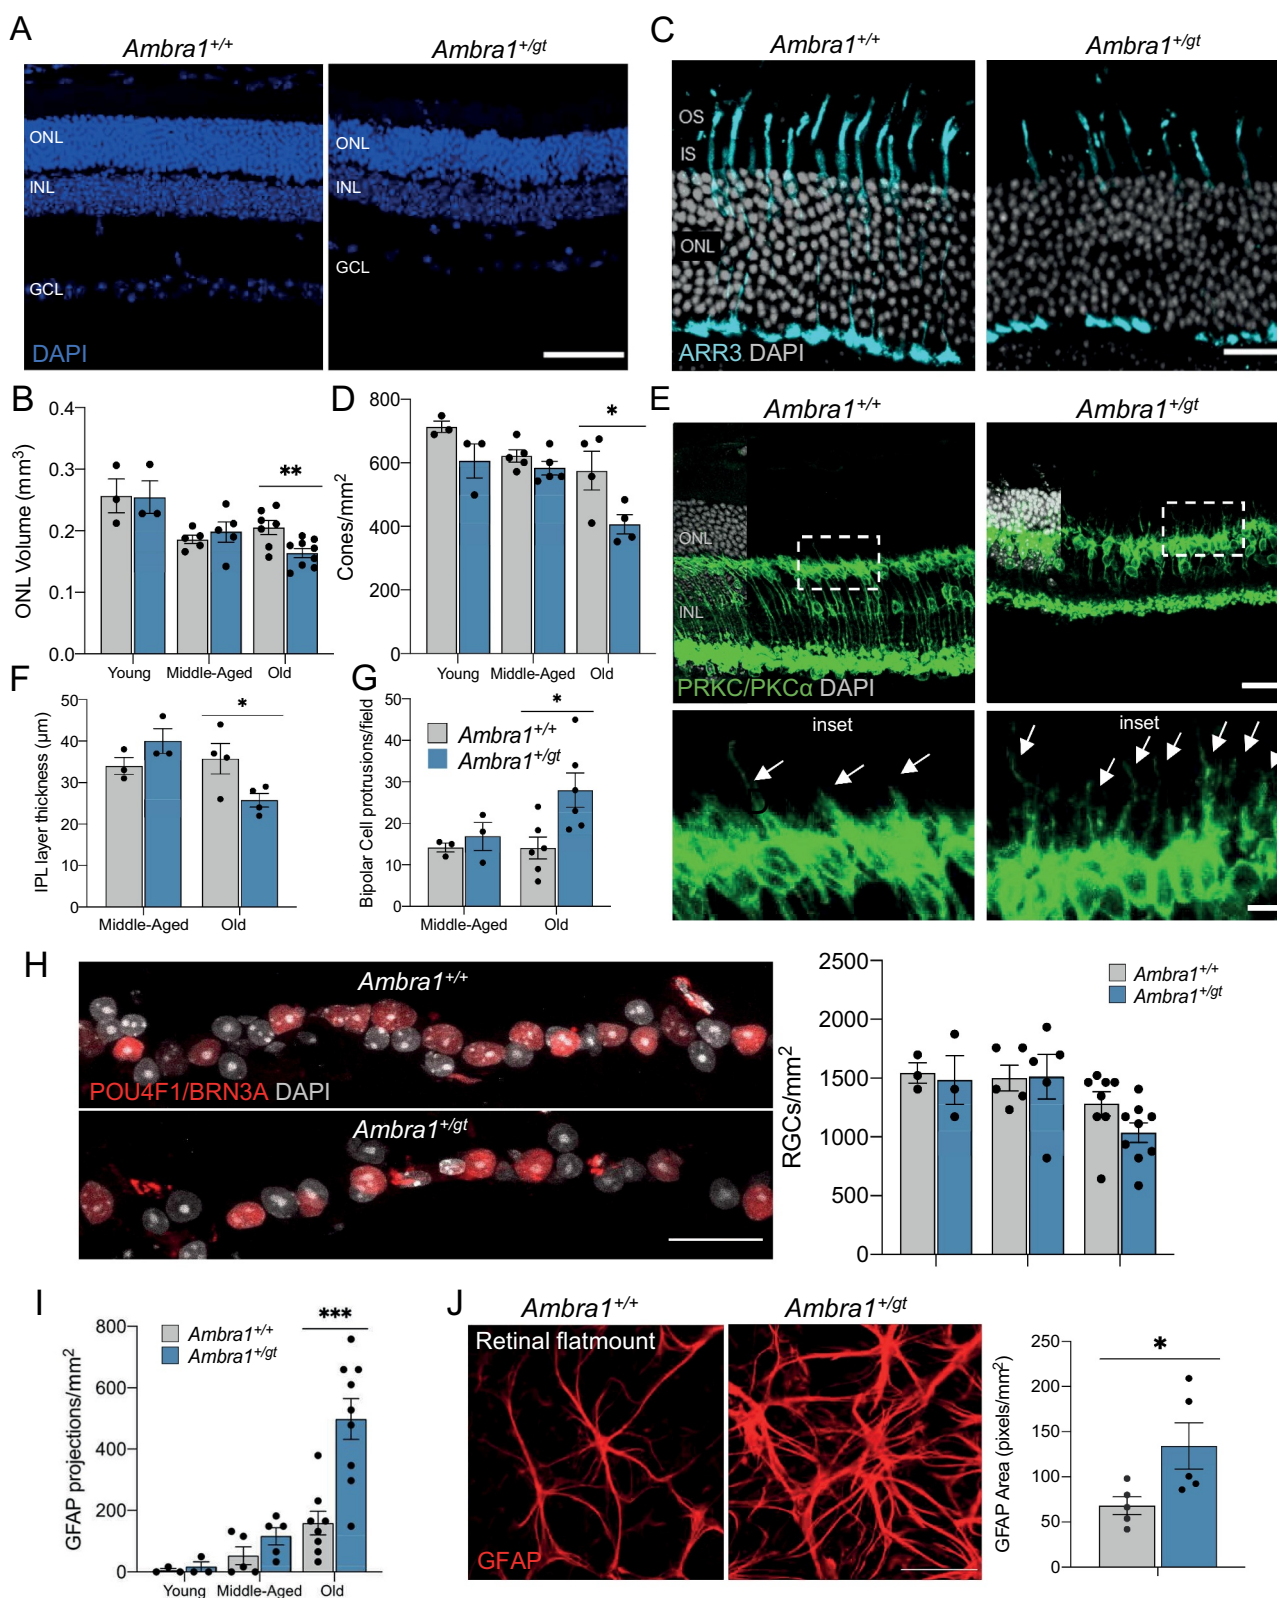 A
Ambra1+/+
Ambra1+/gt
ONL
INL
GCL
DAPI
ONL
INL
GCL
C
Ambra1+/+
Ambra1+/gt
OS
IS
ONL
ARR3 DAPI
B
ONL Volume (mm3)
0.4
0.3
0.2
0.1
0.0
**
Young
Middle-Aged
Old
D
Cones/mm2
800
600
400
200
0
*
Young
Middle-Aged
Old
E
Ambra1+/+
Ambra1+/gt
ONL
INL
PRKC/PKCα DAPI
inset
inset
F
IPL layer thickness (μm)
50
40
30
20
10
0
*
Middle-Aged
Old
G
Bipolar Cell protrusions/field
50
40
30
20
10
0
*
Ambra1+/+
Ambra1+/gt
Middle-Aged
Old
H
Ambra1+/+
POU4F1/BRN3A DAPI
Ambra1+/gt
RGCs/mm2
2500
2000
1500
1000
500
0
Ambra1+/+
Ambra1+/gt
I
GFAP projections/mm2
800
600
400
200
0
Ambra1+/+
Ambra1+/gt
***
Young
Middle-Aged
Old
J
Ambra1+/+
Ambra1+/gt
Retinal flatmount
GFAP
GFAP Area (pixels/mm2)
250
200
150
100
50
0
*